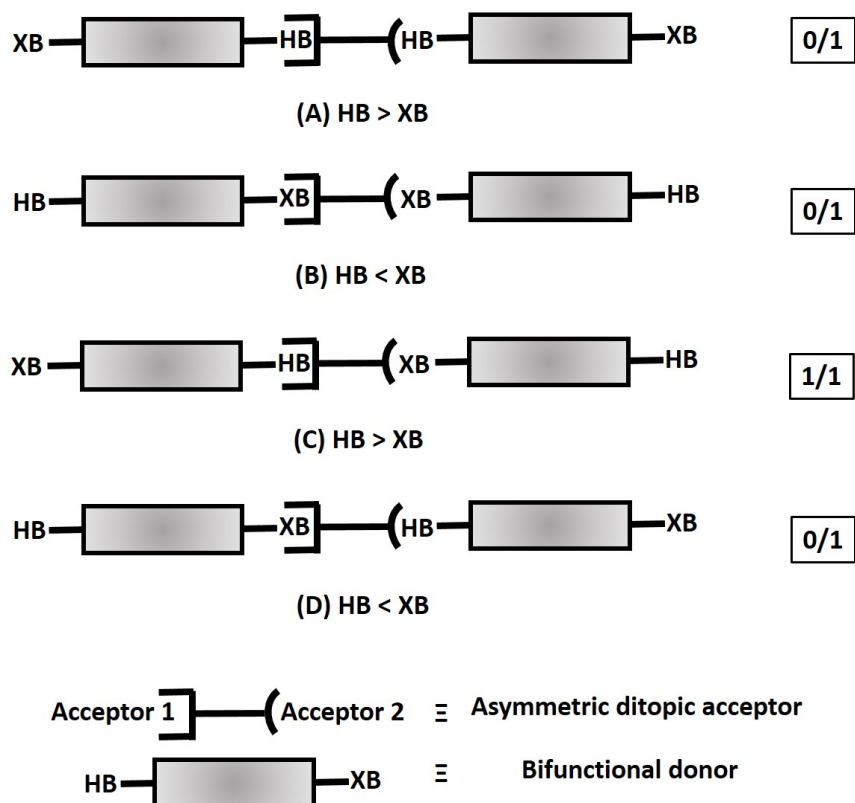 XB HB HB XB 0/1
(A) HB > XB
HB XB XB HB 0/1
(B) HB < XB
XB HB XB HB 1/1
(C) HB > XB
HB XB HB XB 0/1
(D) HB < XB
Acceptor 1 Acceptor 2 Ξ Asymmetric ditopic acceptor
HB XB Ξ Bifunctional donor